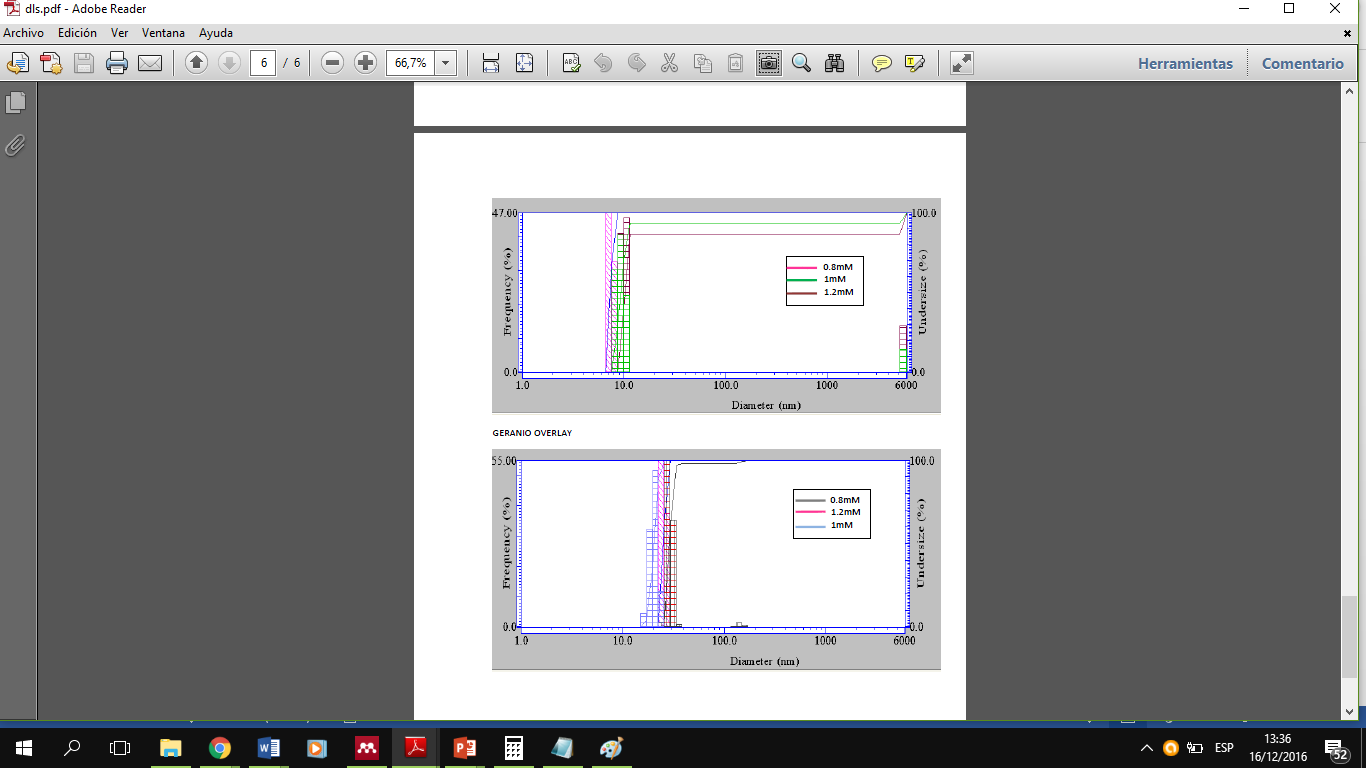 dls.pdf - Adobe Reader
Archivo Edición Ver Ventana Ayuda
6 / 6 66,7% Herramientas Comentario
47.00 100.0
Frequency (%)
Undersize (%)
0.8mM
1mM
1.2mM
0.0 0.0
1.0 10.0 100.0 1000 6000
Diameter (nm)
GERANIO OVERLAY
55.00 100.0
Frequency (%)
Undersize (%)
0.8mM
1.2mM
1mM
0.0 0.0
1.0 10.0 100.0 1000 6000
Diameter (nm)
ESP
13:36
16/12/2016
52